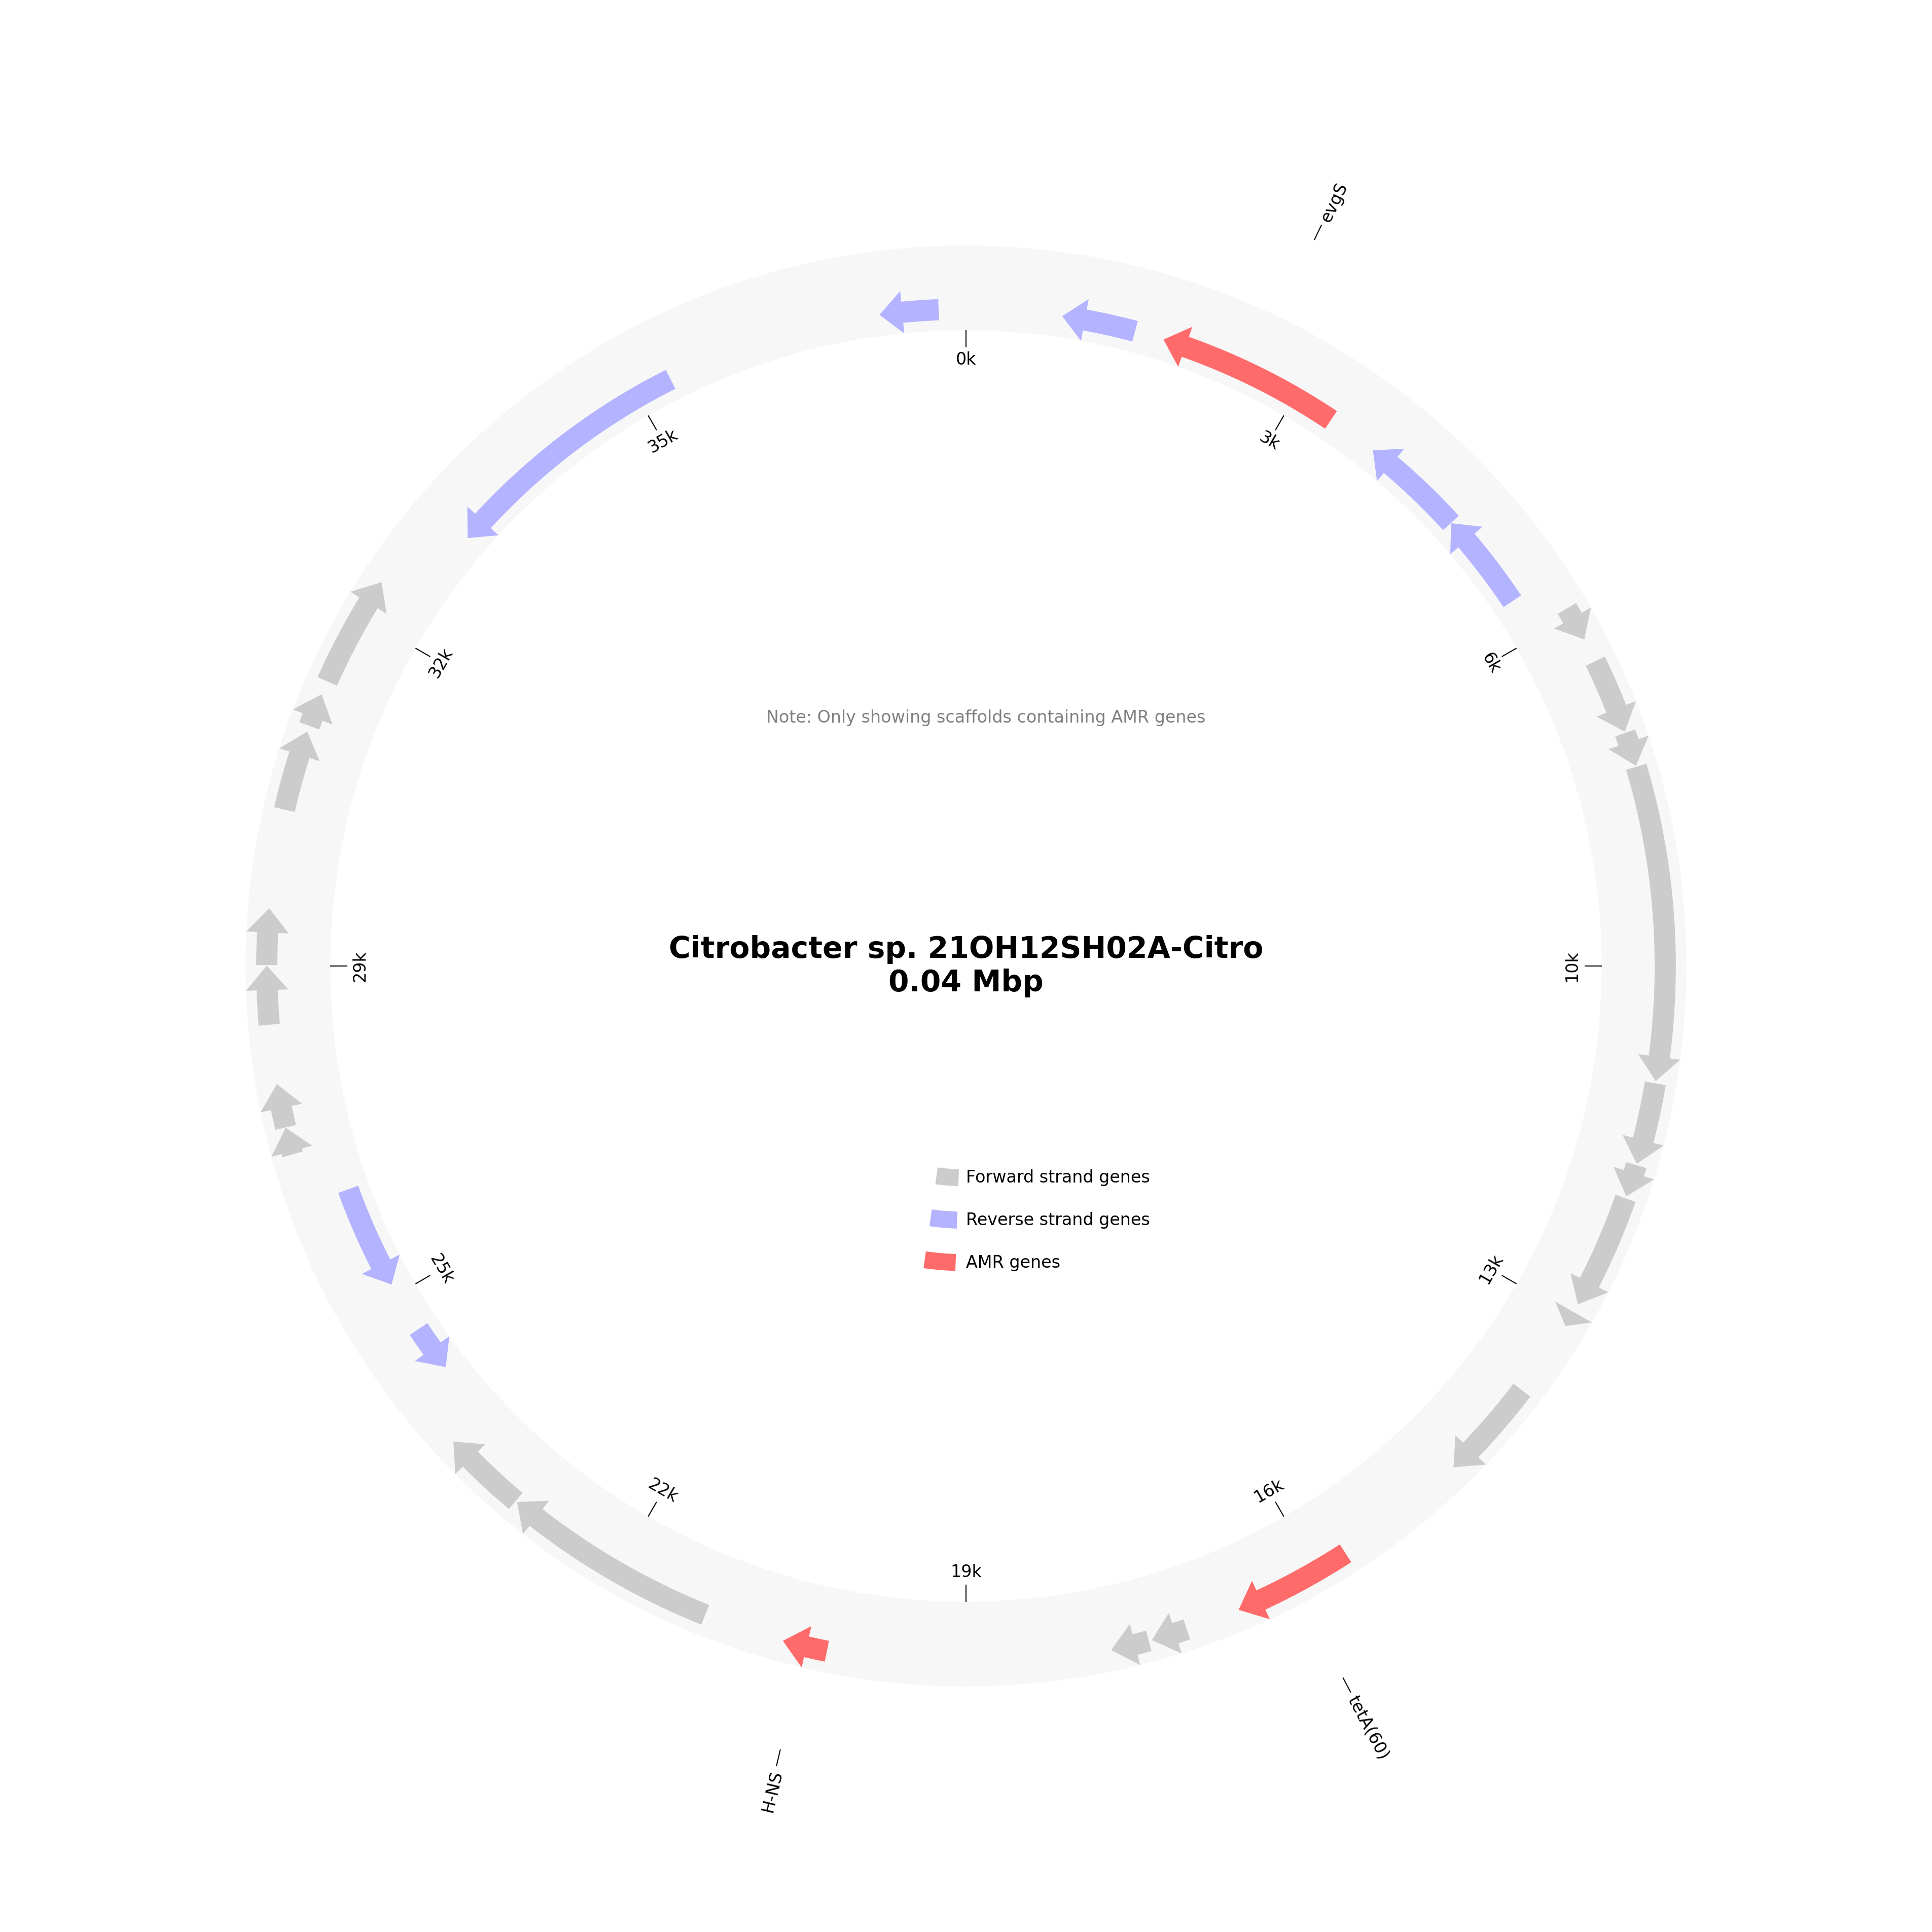 evgS
0k
35k
3k
32k
6k
Note: Only showing scaffolds containing AMR genes
Citrobacter sp. 21OH12SH02A-Citro
0.04 Mbp
29k
10k
Forward strand genes
Reverse strand genes
AMR genes
25k
13k
22k
16k
19k
tetA(60)
H-NS